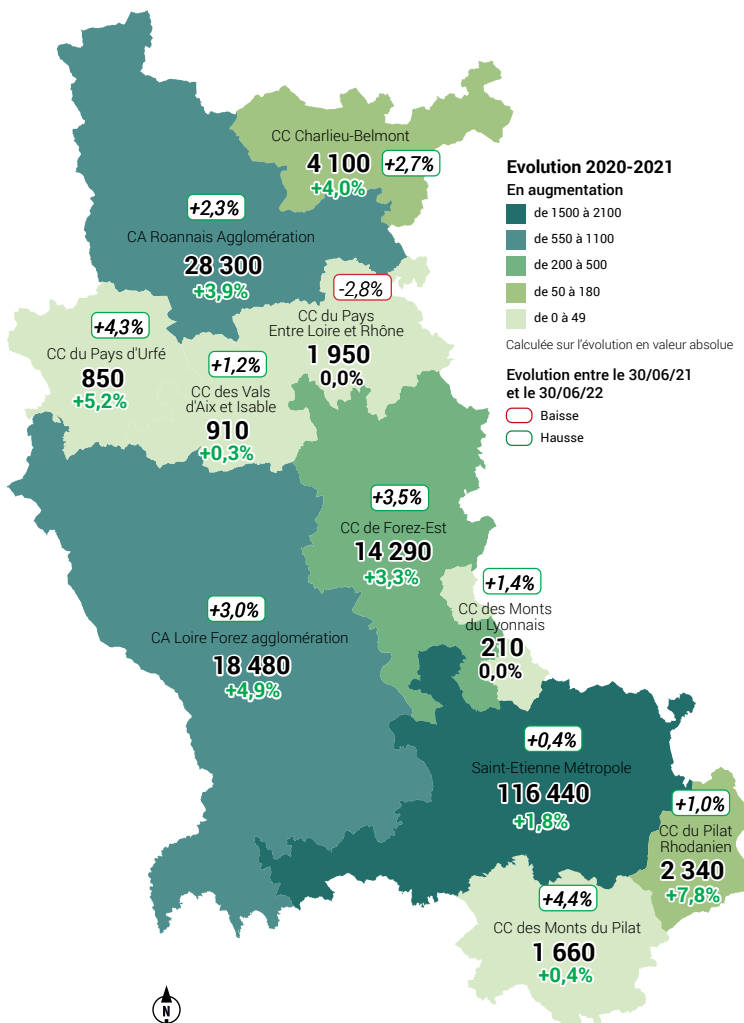 CC Charlieu-Belmont
4 100
+2,7%
+4,0%
Evolution 2020-2021
En augmentation
de 1500 à 2100
de 550 à 1100
de 200 à 500
de 50 à 180
de 0 à 49
Calculée sur l'évolution en valeur absolue
Evolution entre le 30/06/21
et le 30/06/22
Baisse
Hausse
+2,3%
CA Roannais Agglomération
28 300
+3,9%
-2,8%
CC du Pays
Entre Loire et Rhône
1 950
0,0%
+4,3%
CC du Pays d'Urfé
850
+5,2%
+1,2%
CC des Vals
d'Aix et Isable
910
+0,3%
+3,5%
CC de Forez-Est
14 290
+3,3%
+1,4%
CC des Monts
du Lyonnais
210
0,0%
+3,0%
CA Loire Forez agglomération
18 480
+4,9%
+0,4%
Saint-Etienne Métropole
116 440
+1,8%
+1,0%
CC du Pilat
Rhodanien
2 340
+7,8%
+4,4%
CC des Monts du Pilat
1 660
+0,4%
N